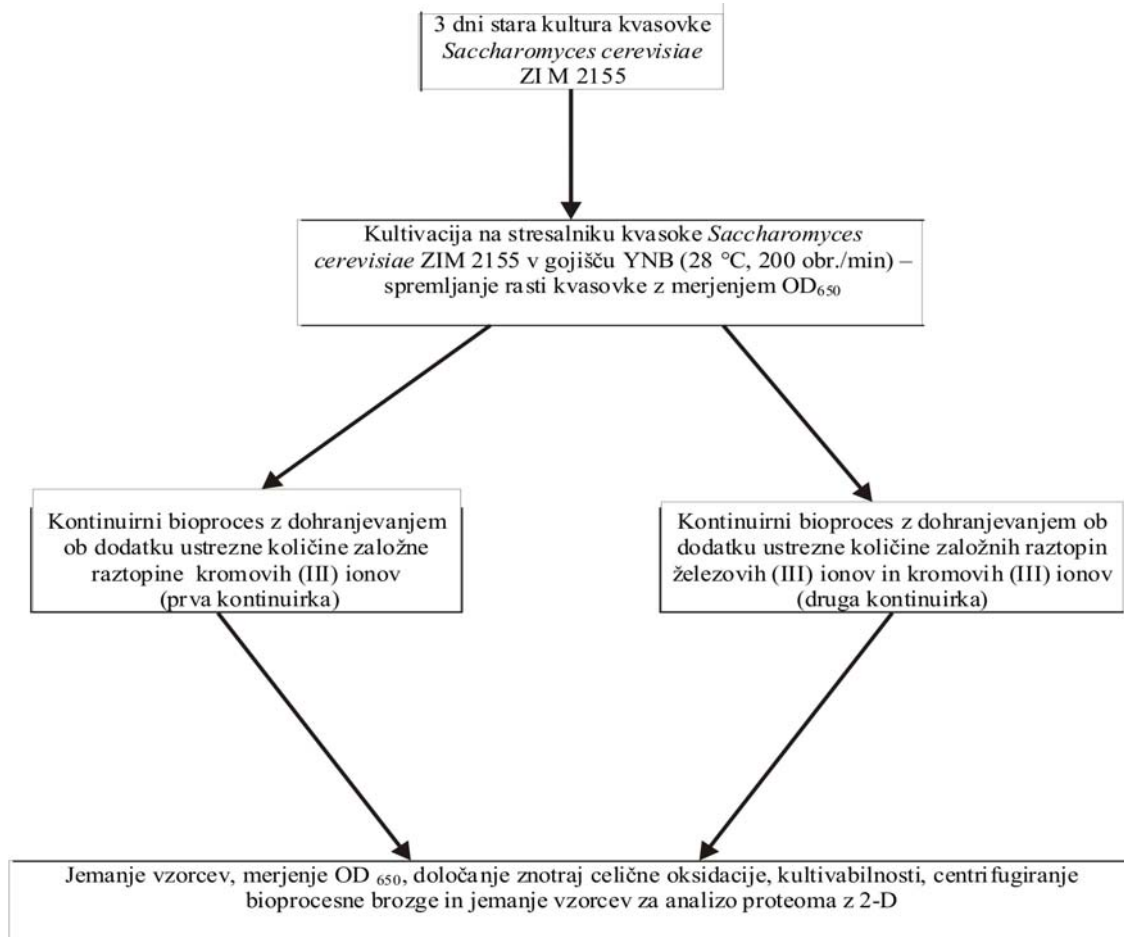 3 dni stara kultura kvasovke
Saccharomyces cerevisiae
ZIM 2155
Kultivacija na stresalniku kvasoke Saccharomyces
cerevisiae ZIM 2155 v gojišču YNB (28 °C, 200 obr./min) –
spremljanje rasti kvasovke z merjenjem OD₆₅₀
Kontinuirni bioproces z dohranjevanjem
ob dodatku ustrezne količine založne
raztopine kromovih (III) ionov
(prva kontinuirka)
Kontinuirni bioproces z dohranjevanjem ob
dodatku ustrezne količine založnih raztopin
železovih (III) ionov in kromovih (III) ionov
(druga kontinuirka)
Jemanje vzorcev, merjenje OD ₆₅₀, določanje znotraj celične oksidacije, kultivabilnosti, centrifugiranje
bioprocesne brozge in jemanje vzorcev za analizo proteoma z 2-D